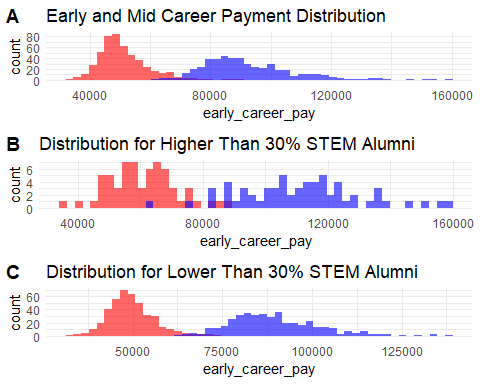 A Early and Mid Career Payment Distribution
80
60
40
20
0
count
40000 80000 120000 160000
early_career_pay
B Distribution for Higher Than 30% STEM Alumni
6
4
2
0
count
40000 80000 120000 160000
early_career_pay
C Distribution for Lower Than 30% STEM Alumni
60
40
20
0
count
50000 75000 100000 125000
early_career_pay